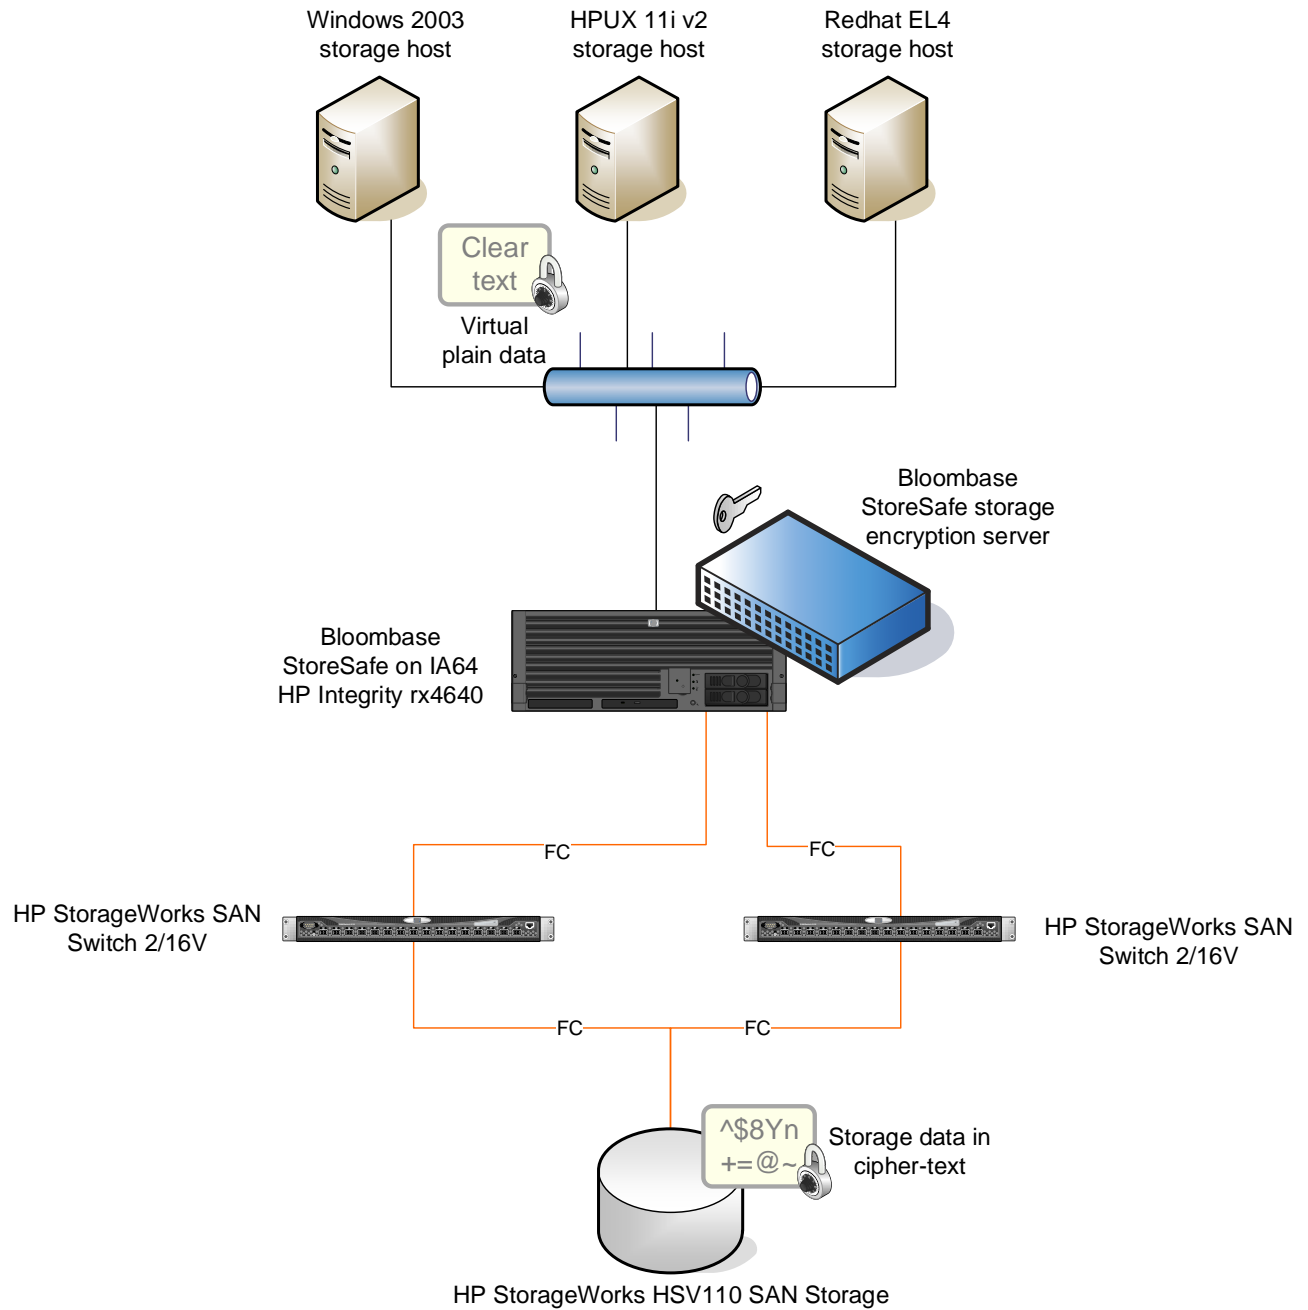 Windows 2003
storage host
HPUX 11i v2
storage host
Redhat EL4
storage host
Clear
text
Virtual
plain data
Bloombase
StoreSafe storage
encryption server
Bloombase
StoreSafe on IA64
HP Integrity rx4640
FC
FC
HP StorageWorks SAN
Switch 2/16V
HP StorageWorks SAN
Switch 2/16V
FC
FC
^$8Yn
+=@~
Storage data in
cipher-text
HP StorageWorks HSV110 SAN Storage